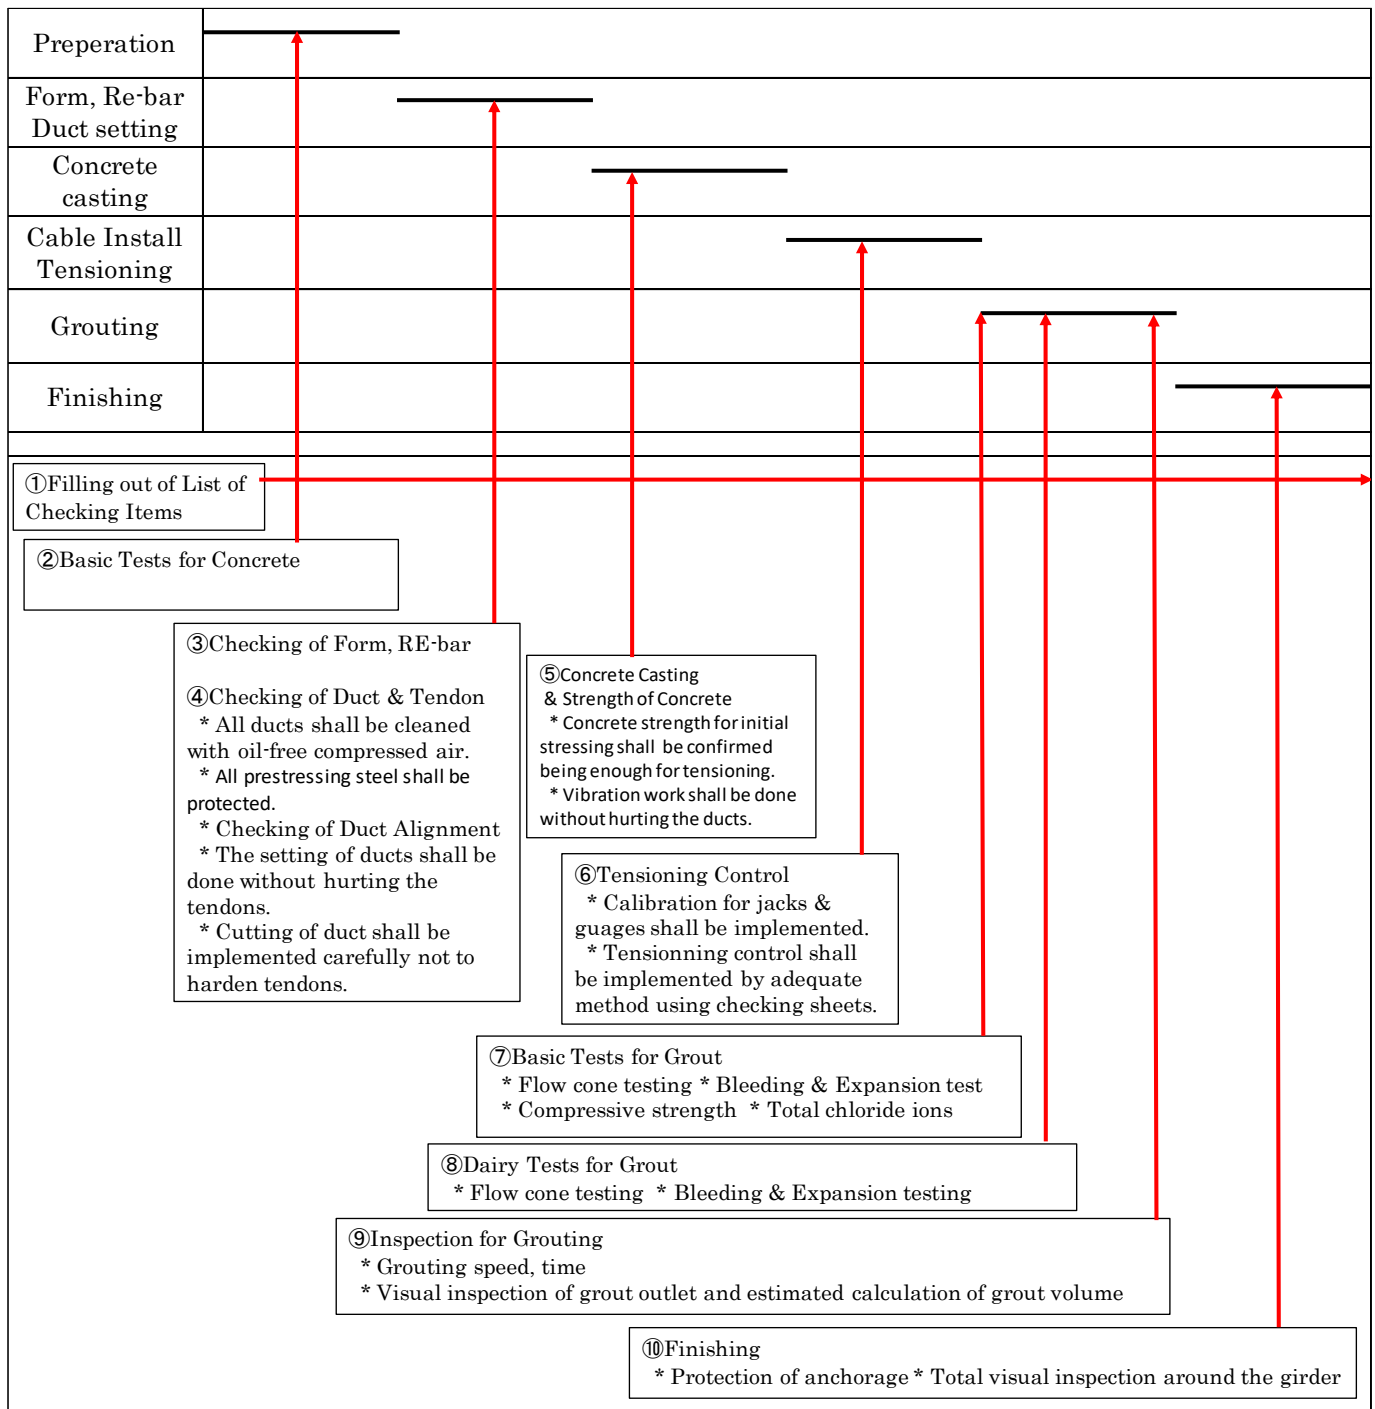 Preperation
Form, Re-bar
Duct setting
Concrete
casting
Cable Install
Tensioning
Grouting
Finishing
①Filling out of List of
Checking Items
②Basic Tests for Concrete
③Checking of Form, RE-bar
④Checking of Duct & Tendon
* All ducts shall be cleaned
with oil-free compressed air.
* All prestressing steel shall be
protected.
* Checking of Duct Alignment
* The setting of ducts shall be
done without hurting the
tendons.
* Cutting of duct shall be
implemented carefully not to
harden tendons.
⑤Concrete Casting
& Strength of Concrete
* Concrete strength for initial
stressing shall be confirmed
being enough for tensioning.
* Vibration work shall be done
without hurting the ducts.
⑥Tensioning Control
* Calibration for jacks &
guages shall be implemented.
* Tensionning control shall
be implemented by adequate
method using checking sheets.
⑦Basic Tests for Grout
* Flow cone testing * Bleeding & Expansion test
* Compressive strength * Total chloride ions
⑧Dairy Tests for Grout
* Flow cone testing * Bleeding & Expansion testing
⑨Inspection for Grouting
* Grouting speed, time
* Visual inspection of grout outlet and estimated calculation of grout volume
⑩Finishing
* Protection of anchorage * Total visual inspection around the girder